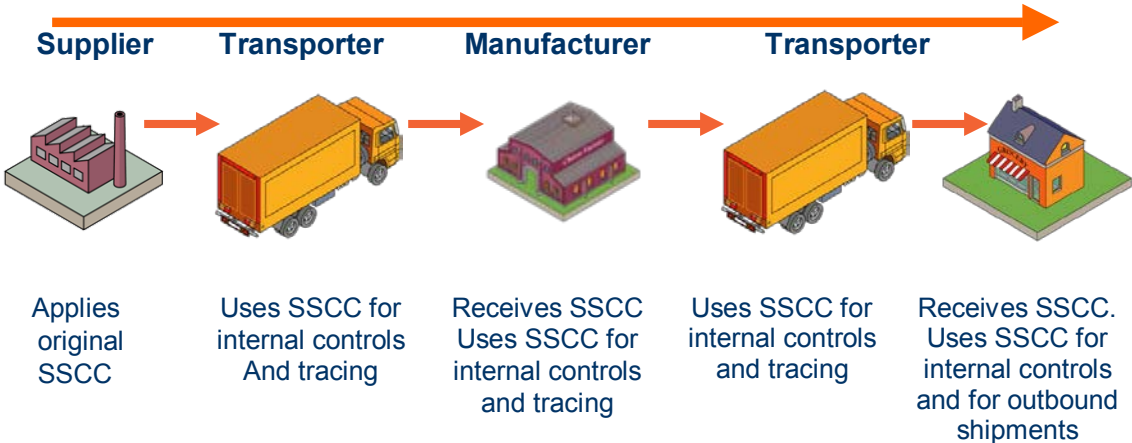 Supplier
Transporter
Manufacturer
Transporter
Applies
original
SSCC
Uses SSCC for
internal controls
And tracing
Receives SSCC
Uses SSCC for
internal controls
and tracing
Uses SSCC for
internal controls
and tracing
Receives SSCC.
Uses SSCC for
internal controls
and for outbound
shipments